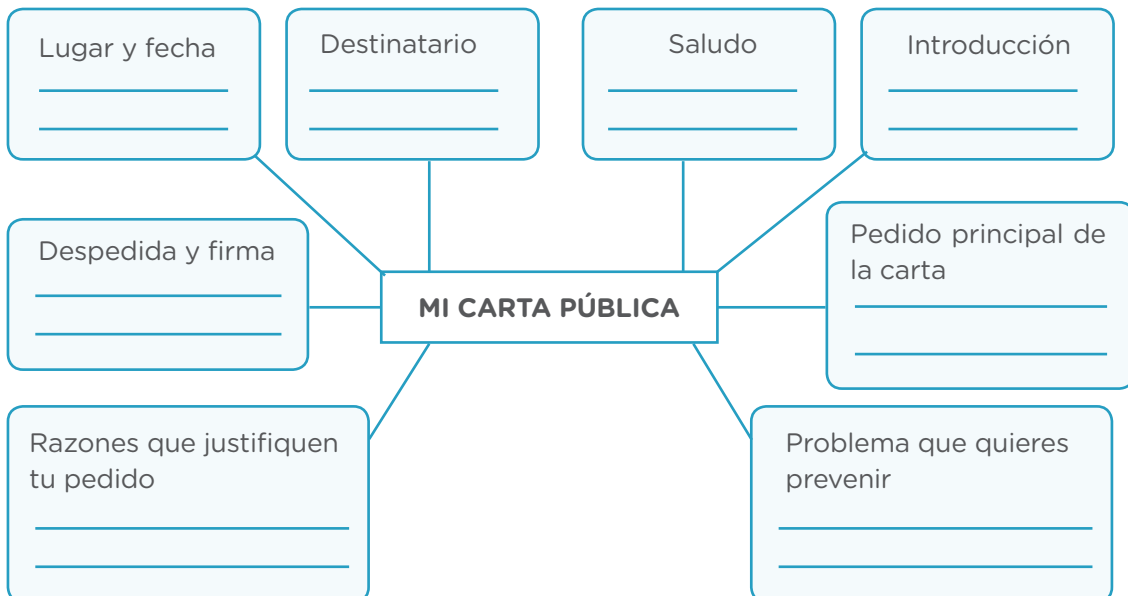 Lugar y fecha
Destinatario
Saludo
Introducción
Despedida y firma
MI CARTA PÚBLICA
Pedido principal de
la carta
Razones que justifiquen
tu pedido
Problema que quieres
prevenir